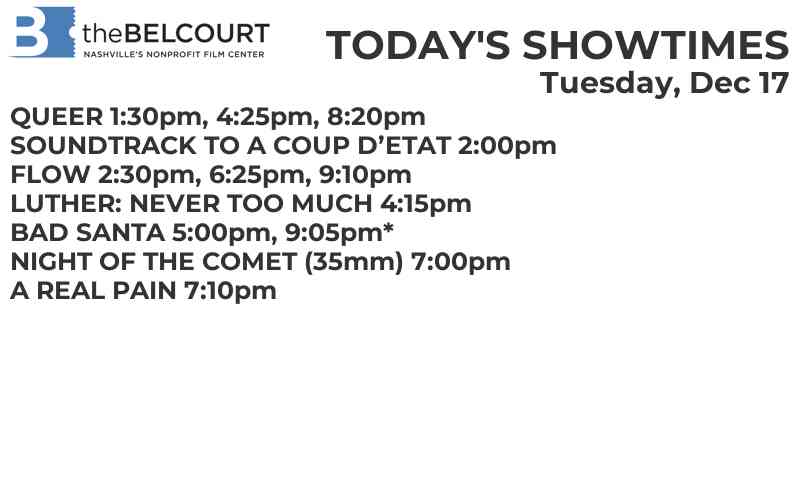 B theBELCOURT
NASHVILLE'S NONPROFIT FILM CENTER
TODAY'S SHOWTIMES
Tuesday, Dec 17
QUEER 1:30pm, 4:25pm, 8:20pm
SOUNDTRACK TO A COUP D’ETAT 2:00pm
FLOW 2:30pm, 6:25pm, 9:10pm
LUTHER: NEVER TOO MUCH 4:15pm
BAD SANTA 5:00pm, 9:05pm*
NIGHT OF THE COMET (35mm) 7:00pm
A REAL PAIN 7:10pm